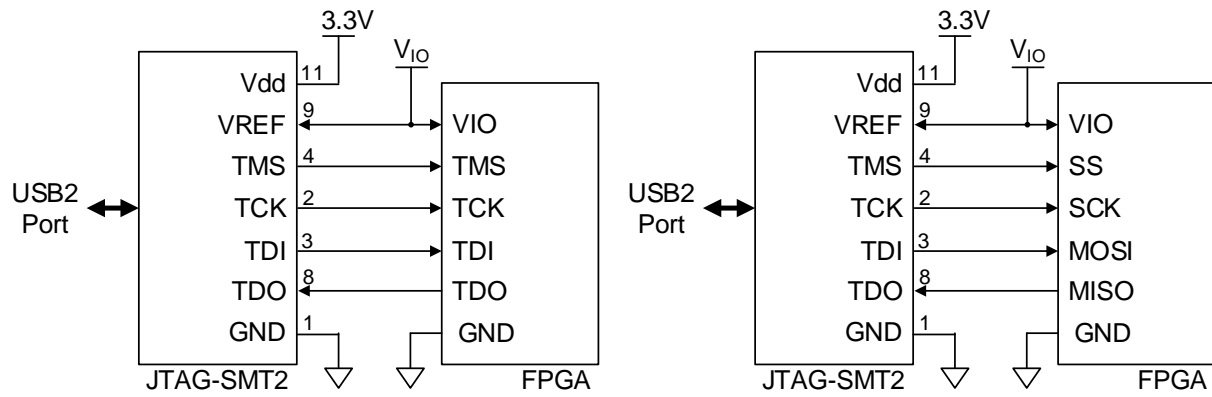 3.3V
VIO
Vdd 11
VREF 9 VIO
TMS 4 TMS
USB2
Port
TCK 2 TCK
TDI 3 TDI
TDO 8 TDO
GND 1 GND
JTAG-SMT2 FPGA
3.3V
VIO
Vdd 11
VREF 9 VIO
TMS 4 SS
USB2
Port
TCK 2 SCK
TDI 3 MOSI
TDO 8 MISO
GND 1 GND
JTAG-SMT2 FPGA